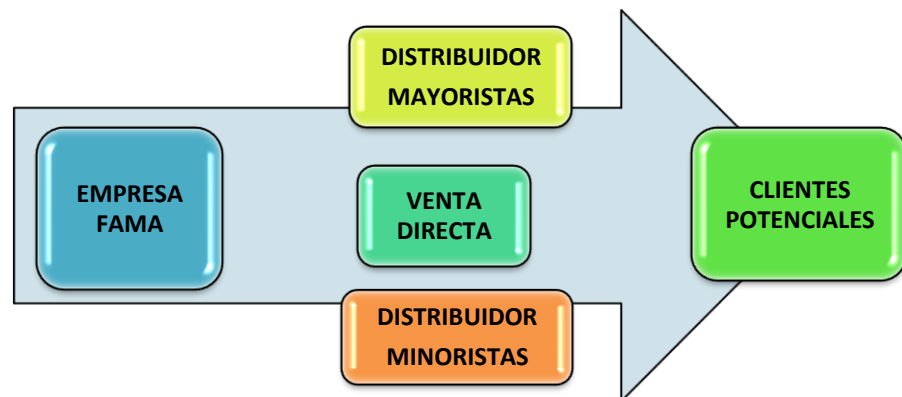 DISTRIBUIDOR
MAYORISTAS
EMPRESA
FAMA
VENTA
DIRECTA
CLIENTES
POTENCIALES
DISTRIBUIDOR
MINORISTAS